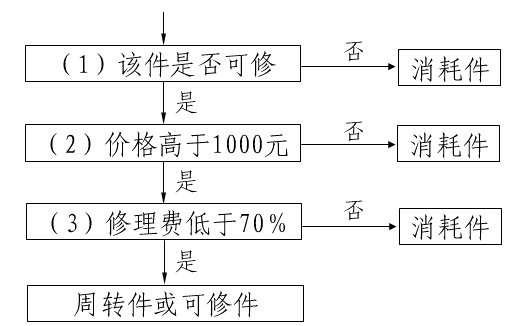 （1）该件是否可修
否
消耗件
是
（2）价格高于1000元
否
消耗件
是
（3）修理费低于70%
否
消耗件
是
周转件或可修件